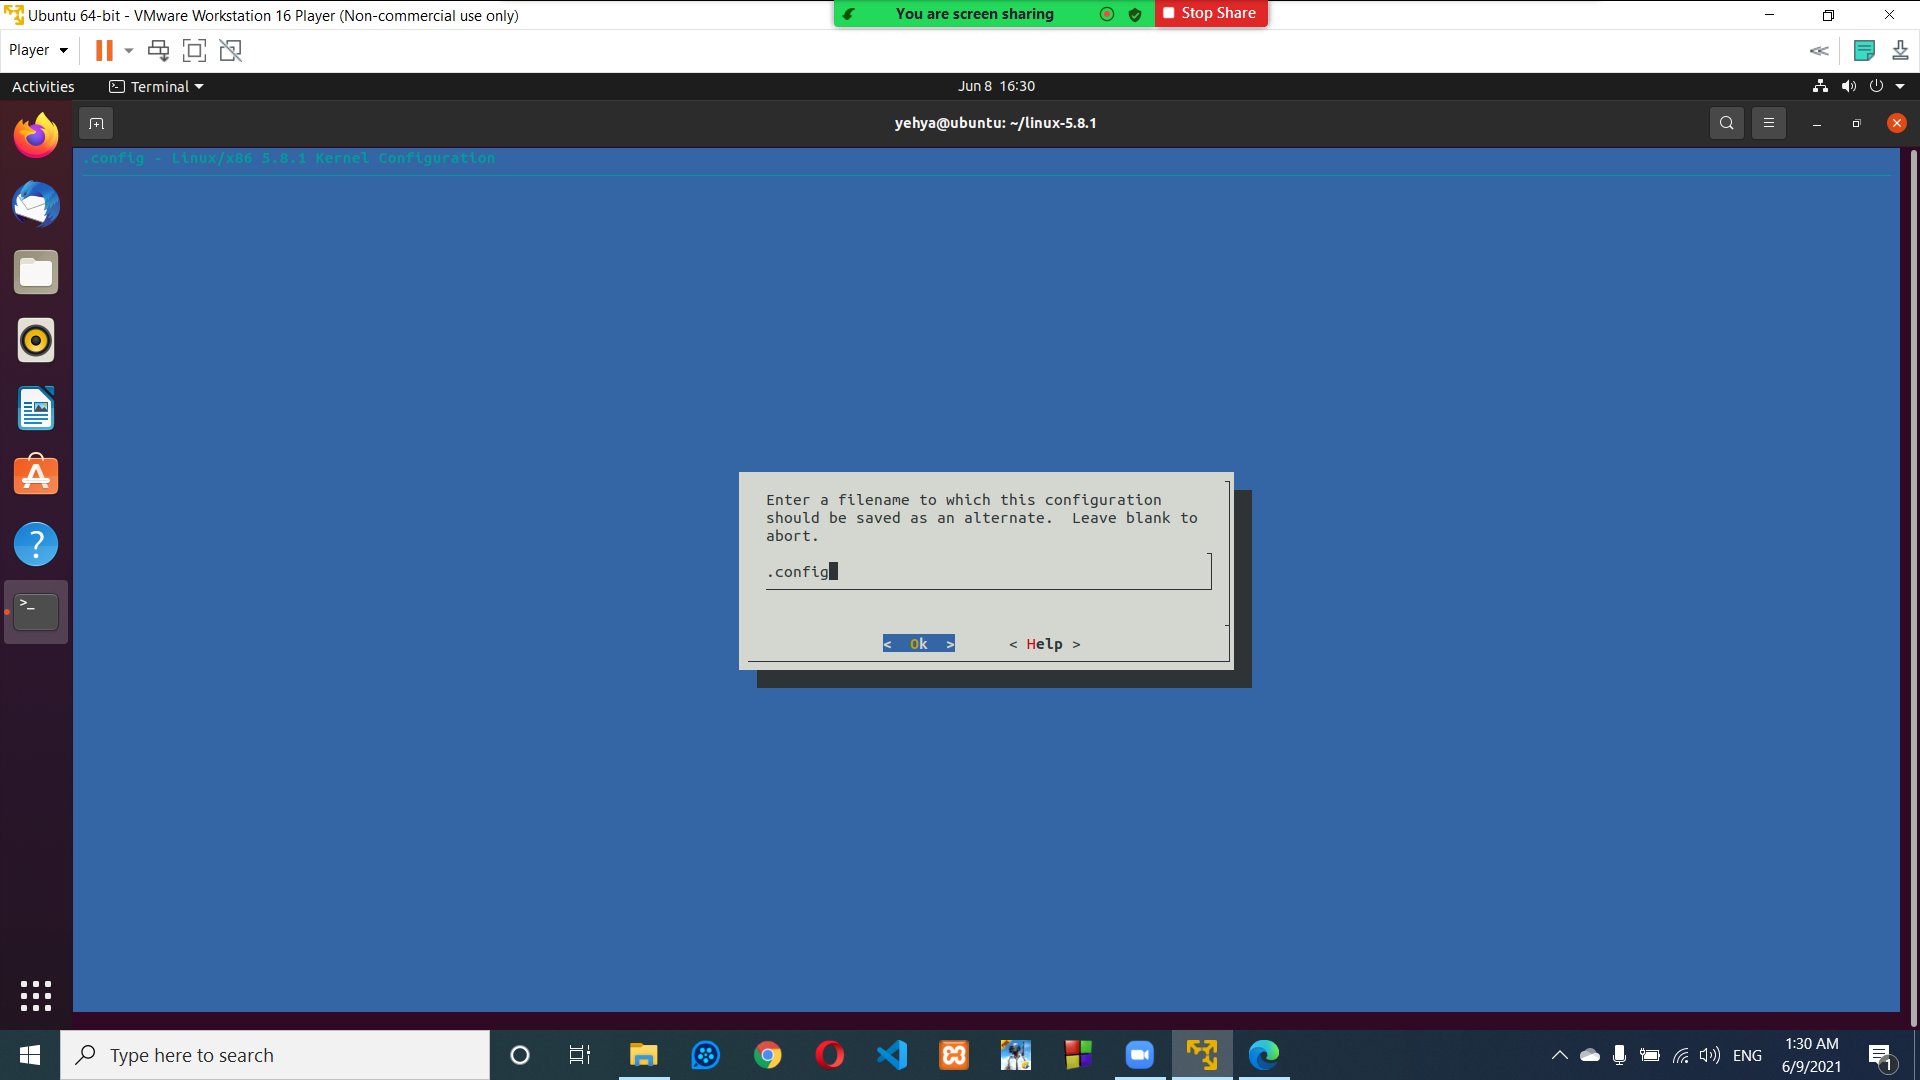 Ubuntu 64-bit - VMware Workstation 16 Player (Non-commercial use only)
You are screen sharing
Stop Share
Player
Activities
Terminal
Jun 8 16:30
yehya@ubuntu: ~/linux-5.8.1
.config - Linux/x86 5.8.1 Kernel Configuration
Enter a filename to which this configuration
should be saved as an alternate. Leave blank to
abort.
.config
< Ok >
< Help >
Type here to search
ENG
1:30 AM
6/9/2021
1